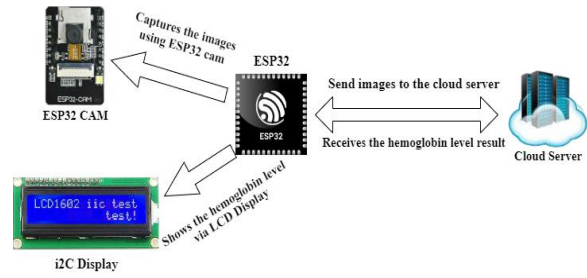 Captures the images
using ESP32 cam
ESP32
Send images to the cloud server
ESP32-CAM
ESP32 CAM
ESP32
Receives the hemoglobin level result
Cloud Server
LCD1602 iic test
test!
Shows the hemoglobin level
via LCD Display
i2C Display